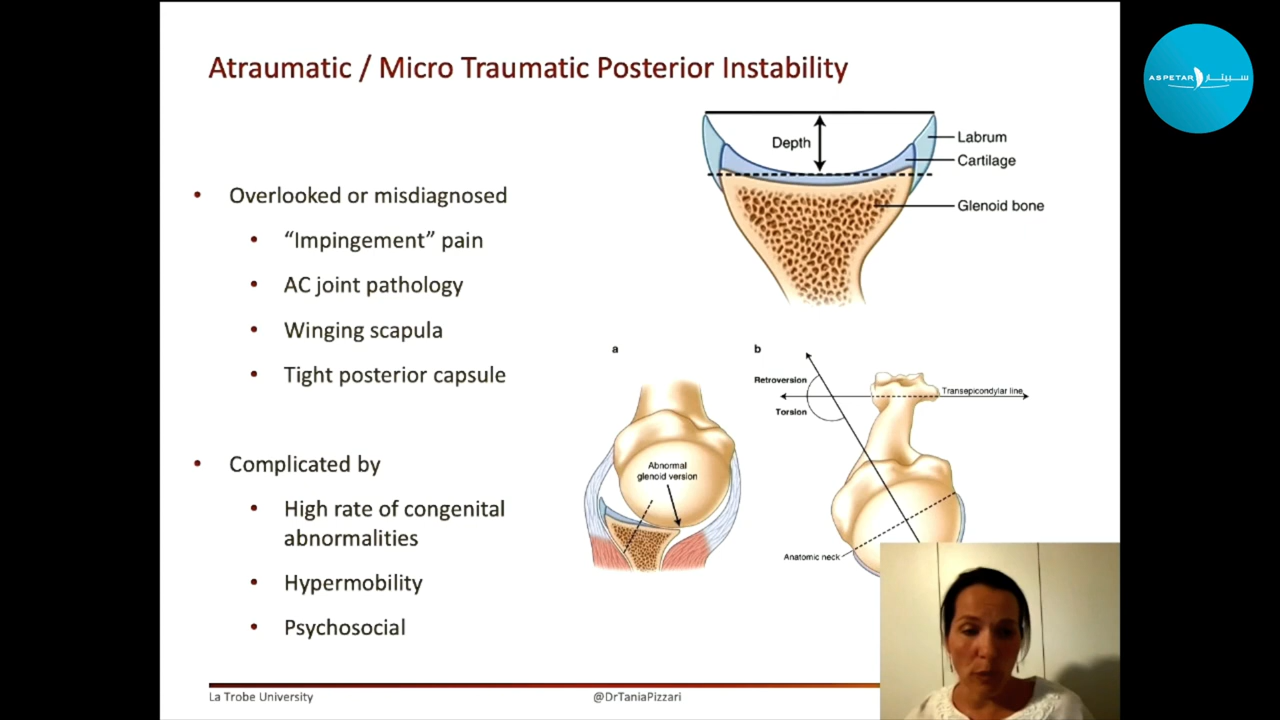 Atraumatic / Micro Traumatic Posterior Instability
ASPETAR سبيتار
Depth
Labrum
Cartilage
Glenoid bone
• Overlooked or misdiagnosed
• “Impingement” pain
• AC joint pathology
• Winging scapula
• Tight posterior capsule
• Complicated by
• High rate of congenital
abnormalities
• Hypermobility
• Psychosocial
a
Abnormal
glenoid version
b
Retroversion
Transepicondylar line
Torsion
Anatomic neck
La Trobe University
@DrTaniaPizzari